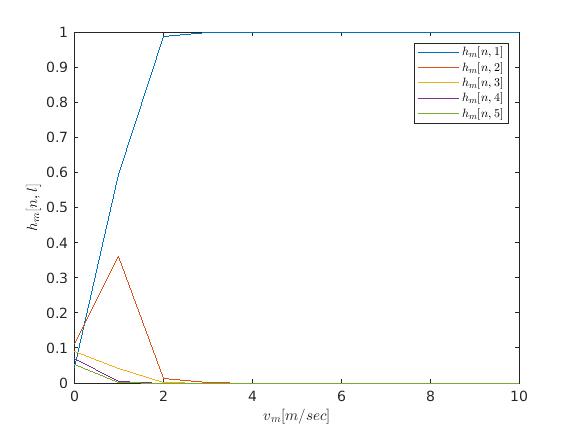 1
0.9
0.8
0.7
0.6
0.5
0.4
0.3
0.2
0.1
0
h_m[n, l]
h_m[n, 1]
h_m[n, 2]
h_m[n, 3]
h_m[n, 4]
h_m[n, 5]
0 2 4 6 8 10
v_m[m/sec]